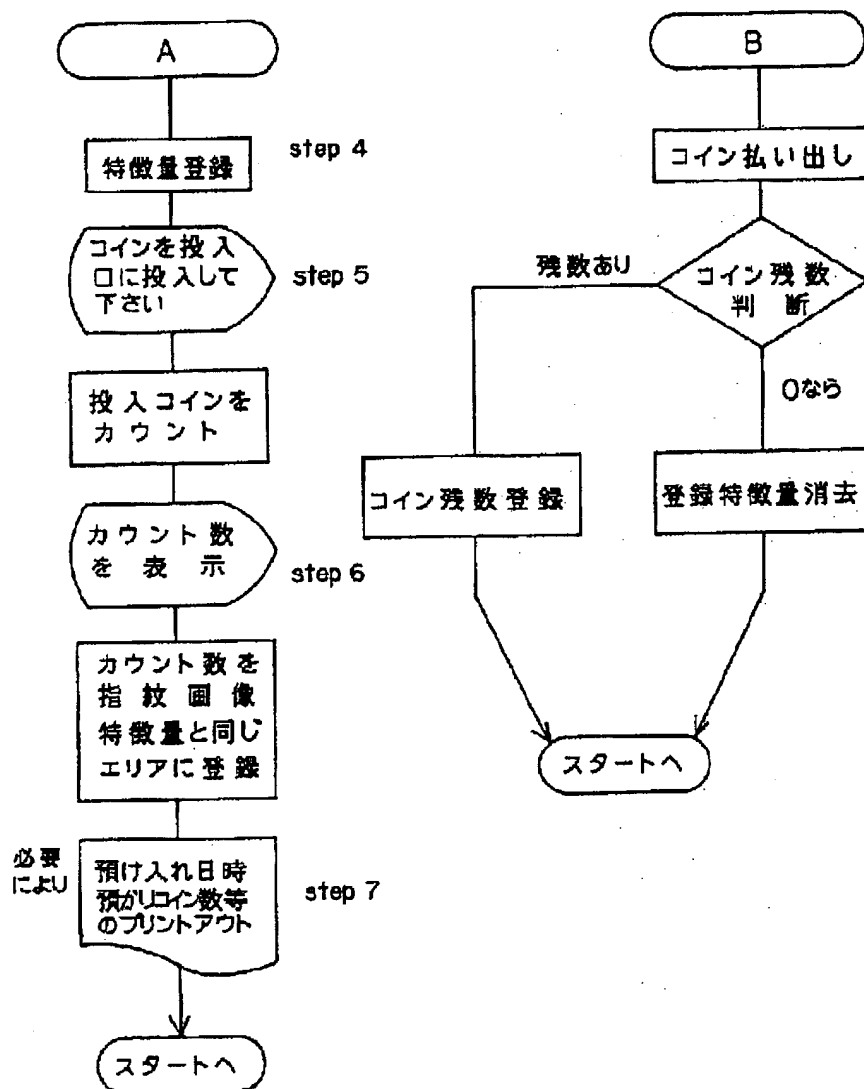 A
特徴量登録
step 4
コインを投入
口に投入して
下さい
step 5
投入コインを
カウント
カウント数
を表示
step 6
カウント数を
指紋画像
特徴量と同じ
エリアに登録
必要
により
預け入れ日時
預かりコイン数等
のプリントアウト
step 7
スタートへ
B
コイン払い出し
コイン残数
判断
残数あり
0なら
コイン残数登録
登録特徴量消去
スタートへ